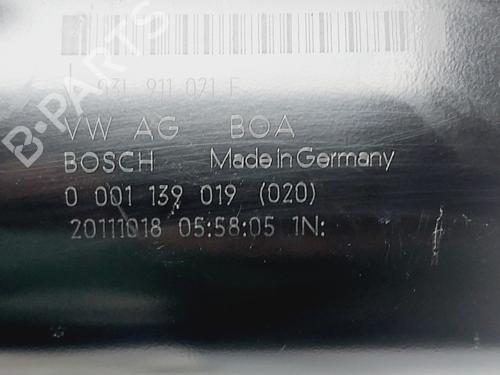 031 911 021 F
VW AG BOA
BOSCH Made in Germany
0 001 139 019 (020)
20111018 05:58:05 1N:
B-PARTS